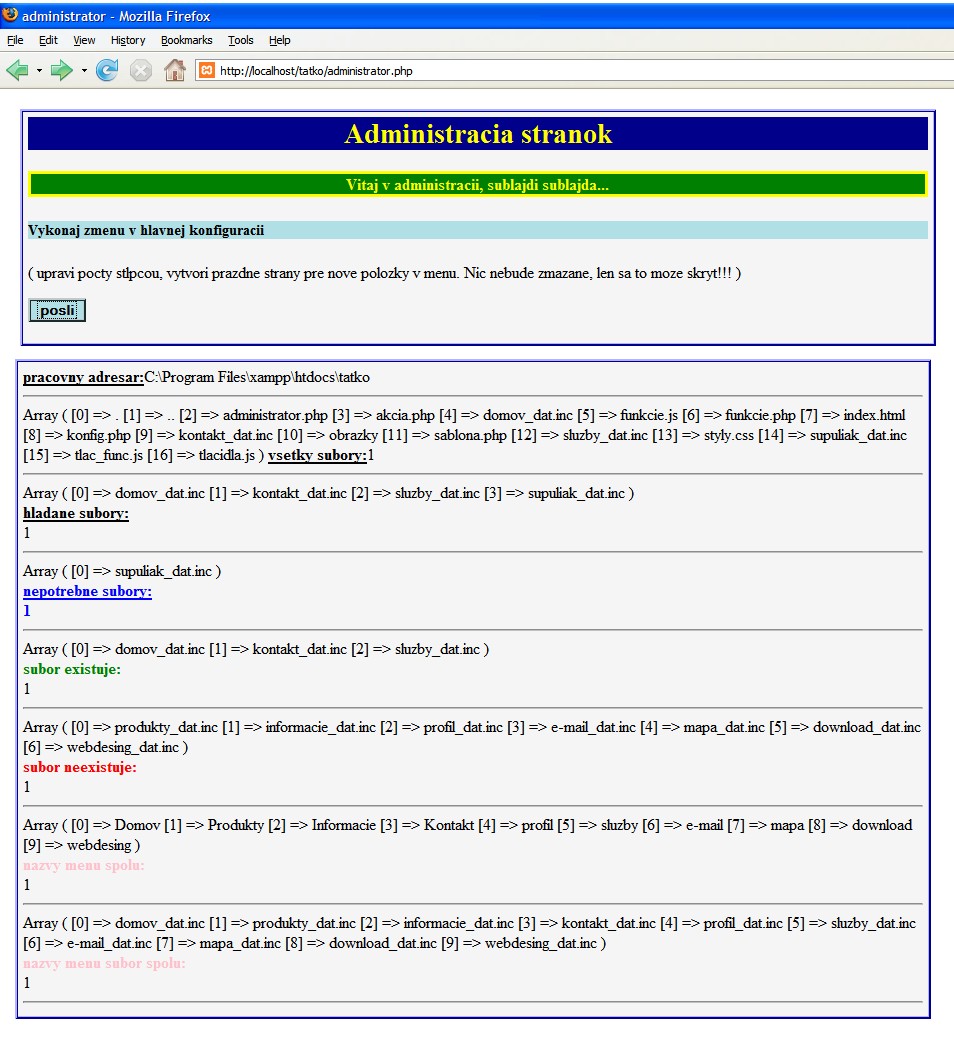 administrator - Mozilla Firefox
File Edit View History Bookmarks Tools Help
http://localhost/tatko/administrator.php
Administracia stranok
Vitaj v administracii, sublajdi sublajda...
Vykonaj zmenu v hlavnej konfiguracii
( upravi pocty stlpcou, vytvori prazdne strany pre nove polozky v menu. Nic nebude zmazane, len sa to moze skryt!!! )
posli
pracovny adresar:C:\Program Files\xampp\htdocs\tatko
Array ( [0] => . [1] => .. [2] => administrator.php [3] => akcia.php [4] => domov_dat.inc [5] => funkcie.js [6] => funkcie.php [7] => index.html
[8] => konfig.php [9] => kontakt_dat.inc [10] => obrazky [11] => sablona.php [12] => sluzby_dat.inc [13] => styly.css [14] => supuliak_dat.inc
[15] => tlac_func.js [16] => tlacidla.js ) vsetky subory:1
Array ( [0] => domov_dat.inc [1] => kontakt_dat.inc [2] => sluzby_dat.inc [3] => supuliak_dat.inc )
hladane subory:
1
Array ( [0] => supuliak_dat.inc )
nepotrebne subory:
1
Array ( [0] => domov_dat.inc [1] => kontakt_dat.inc [2] => sluzby_dat.inc )
subor existuje:
1
Array ( [0] => produkty_dat.inc [1] => informacie_dat.inc [2] => profil_dat.inc [3] => e-mail_dat.inc [4] => mapa_dat.inc [5] => download_dat.inc
[6] => webdesing_dat.inc )
subor neexistuje:
1
Array ( [0] => Domov [1] => Produkty [2] => Informacie [3] => Kontakt [4] => profil [5] => sluzby [6] => e-mail [7] => mapa [8] => download
[9] => webdesing )
nazvy menu spolu:
1
Array ( [0] => domov_dat.inc [1] => produkty_dat.inc [2] => informacie_dat.inc [3] => kontakt_dat.inc [4] => profil_dat.inc [5] => sluzby_dat.inc
[6] => e-mail_dat.inc [7] => mapa_dat.inc [8] => download_dat.inc [9] => webdesing_dat.inc )
nazvy menu subor spolu:
1